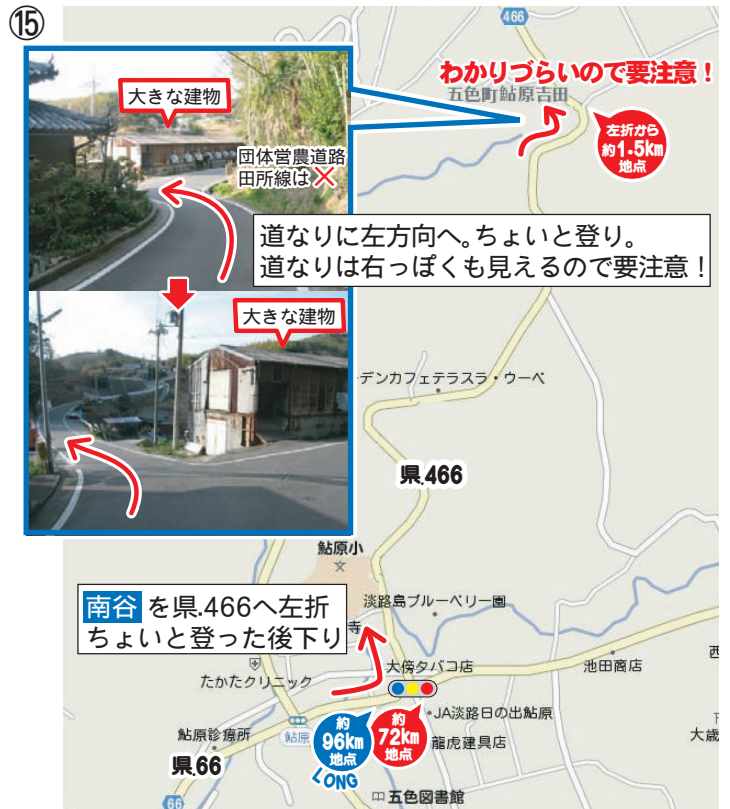 ⑮
466
わかりづらいので要注意！
五色町鮎原吉田
左折から
約1.5km
地点
大きな建物
団体営農道路
田所線は×
道なりに左方向へ。ちょいと登り。
道なりは右っぽくも見えるので要注意！
大きな建物
デンカフェテラスラ・ウーベ
県.466
鮎原小
文
南谷 を県.466へ左折
ちょいと登った後下り
淡路島ブルーベリー園
寺
大傍タバコ店
池田商店
西
たかたクリニック
JA淡路日の出鮎原
大歳
鮎原診療所
鮎原
約
96km
地点
LONG
約
72km
地点
龍虎建具店
県.66
66
五色図書館